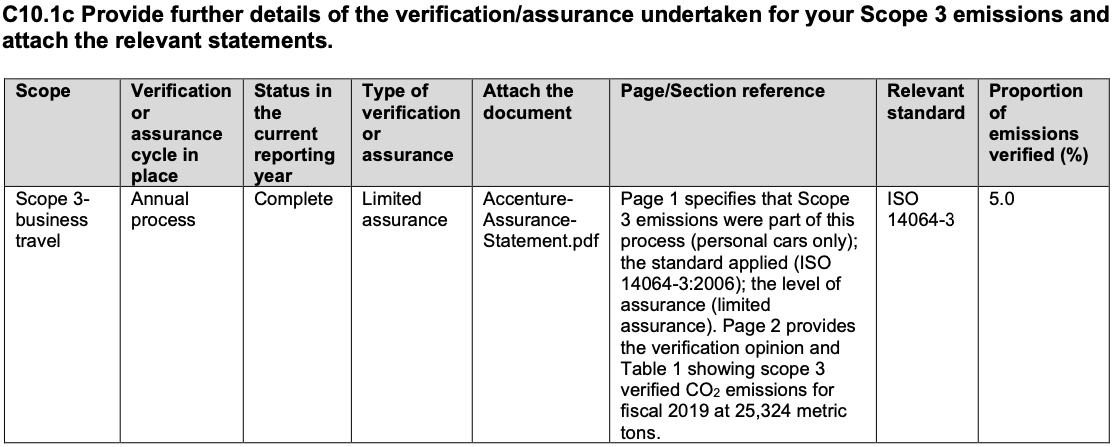 C10.1c Provide further details of the verification/assurance undertaken for your Scope 3 emissions and
attach the relevant statements.
Scope
Verification
or
assurance
cycle in
place
Status in
the
current
reporting
year
Type of
verification
or
assurance
Attach the
document
Page/Section reference
Relevant
standard
Proportion
of
emissions
verified (%)
Scope 3-
business
travel
Annual
process
Complete
Limited
assurance
Accenture-
Assurance-
Statement.pdf
Page 1 specifies that Scope
3 emissions were part of this
process (personal cars only);
the standard applied (ISO
14064-3:2006); the level of
assurance (limited
assurance). Page 2 provides
the verification opinion and
Table 1 showing scope 3
verified CO₂ emissions for
fiscal 2019 at 25,324 metric
tons.
ISO
14064-3
5.0